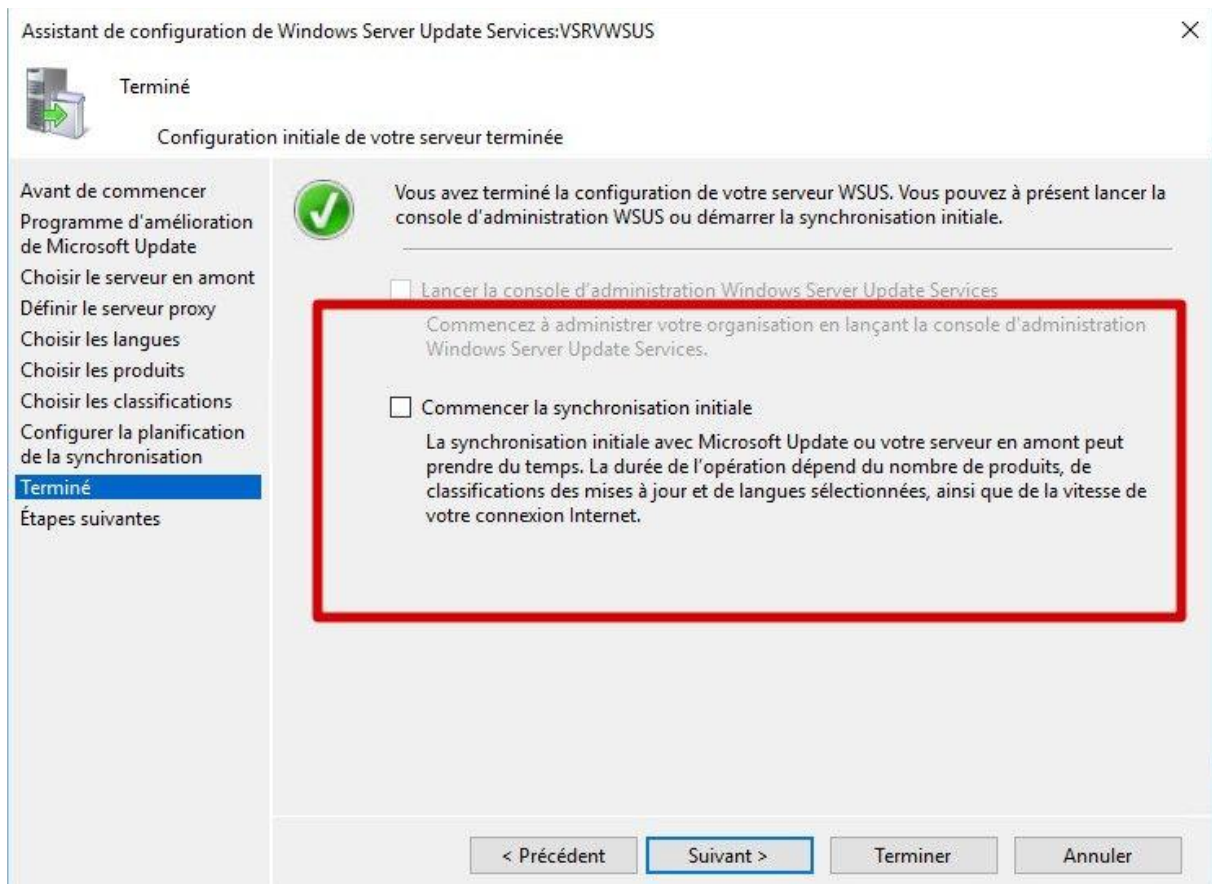 Assistant de configuration de Windows Server Update Services:VSRVWSUS
Terminé
Configuration initiale de votre serveur terminée
Avant de commencer
Programme d'amélioration
de Microsoft Update
Choisir le serveur en amont
Définir le serveur proxy
Choisir les langues
Choisir les produits
Choisir les classifications
Configurer la planification
de la synchronisation
Terminé
Étapes suivantes
Vous avez terminé la configuration de votre serveur WSUS. Vous pouvez à présent lancer la
console d'administration WSUS ou démarrer la synchronisation initiale.
Lancer la console d'administration Windows Server Update Services
Commencez à administrer votre organisation en lançant la console d'administration
Windows Server Update Services.
Commencer la synchronisation initiale
La synchronisation initiale avec Microsoft Update ou votre serveur en amont peut
prendre du temps. La durée de l'opération dépend du nombre de produits, de
classifications des mises à jour et de langues sélectionnées, ainsi que de la vitesse de
votre connexion Internet.
< Précédent
Suivant >
Terminer
Annuler